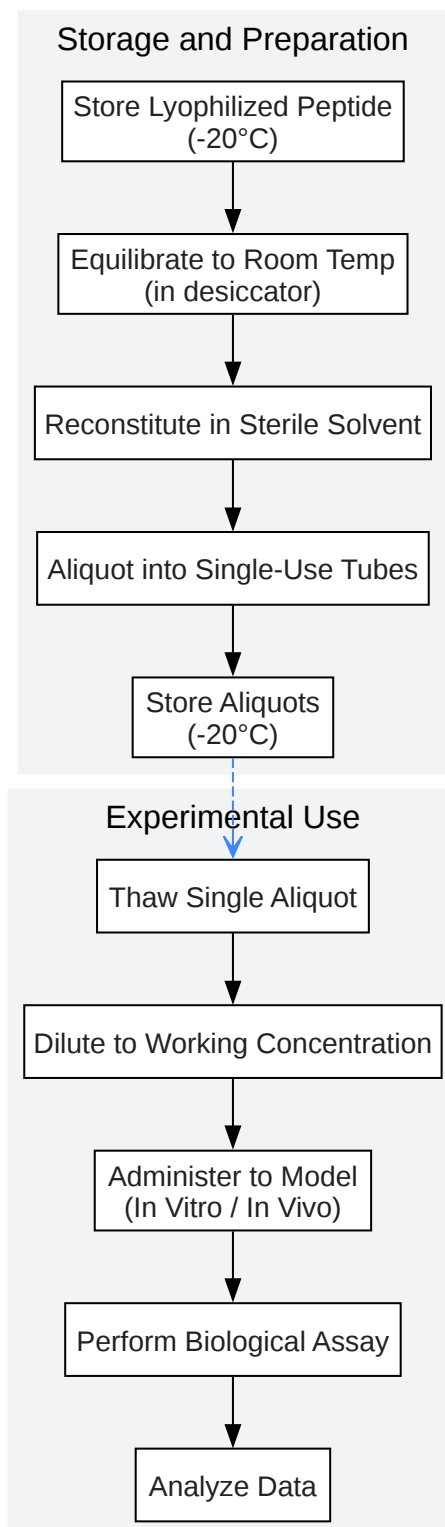 Storage and Preparation
Store Lyophilized Peptide
(-20°C)
Equilibrate to Room Temp
(in desiccator)
Reconstitute in Sterile Solvent
Aliquot into Single-Use Tubes
Store Aliquots
(-20°C)
Experimental Use
Thaw Single Aliquot
Dilute to Working Concentration
Administer to Model
(In Vitro / In Vivo)
Perform Biological Assay
Analyze Data